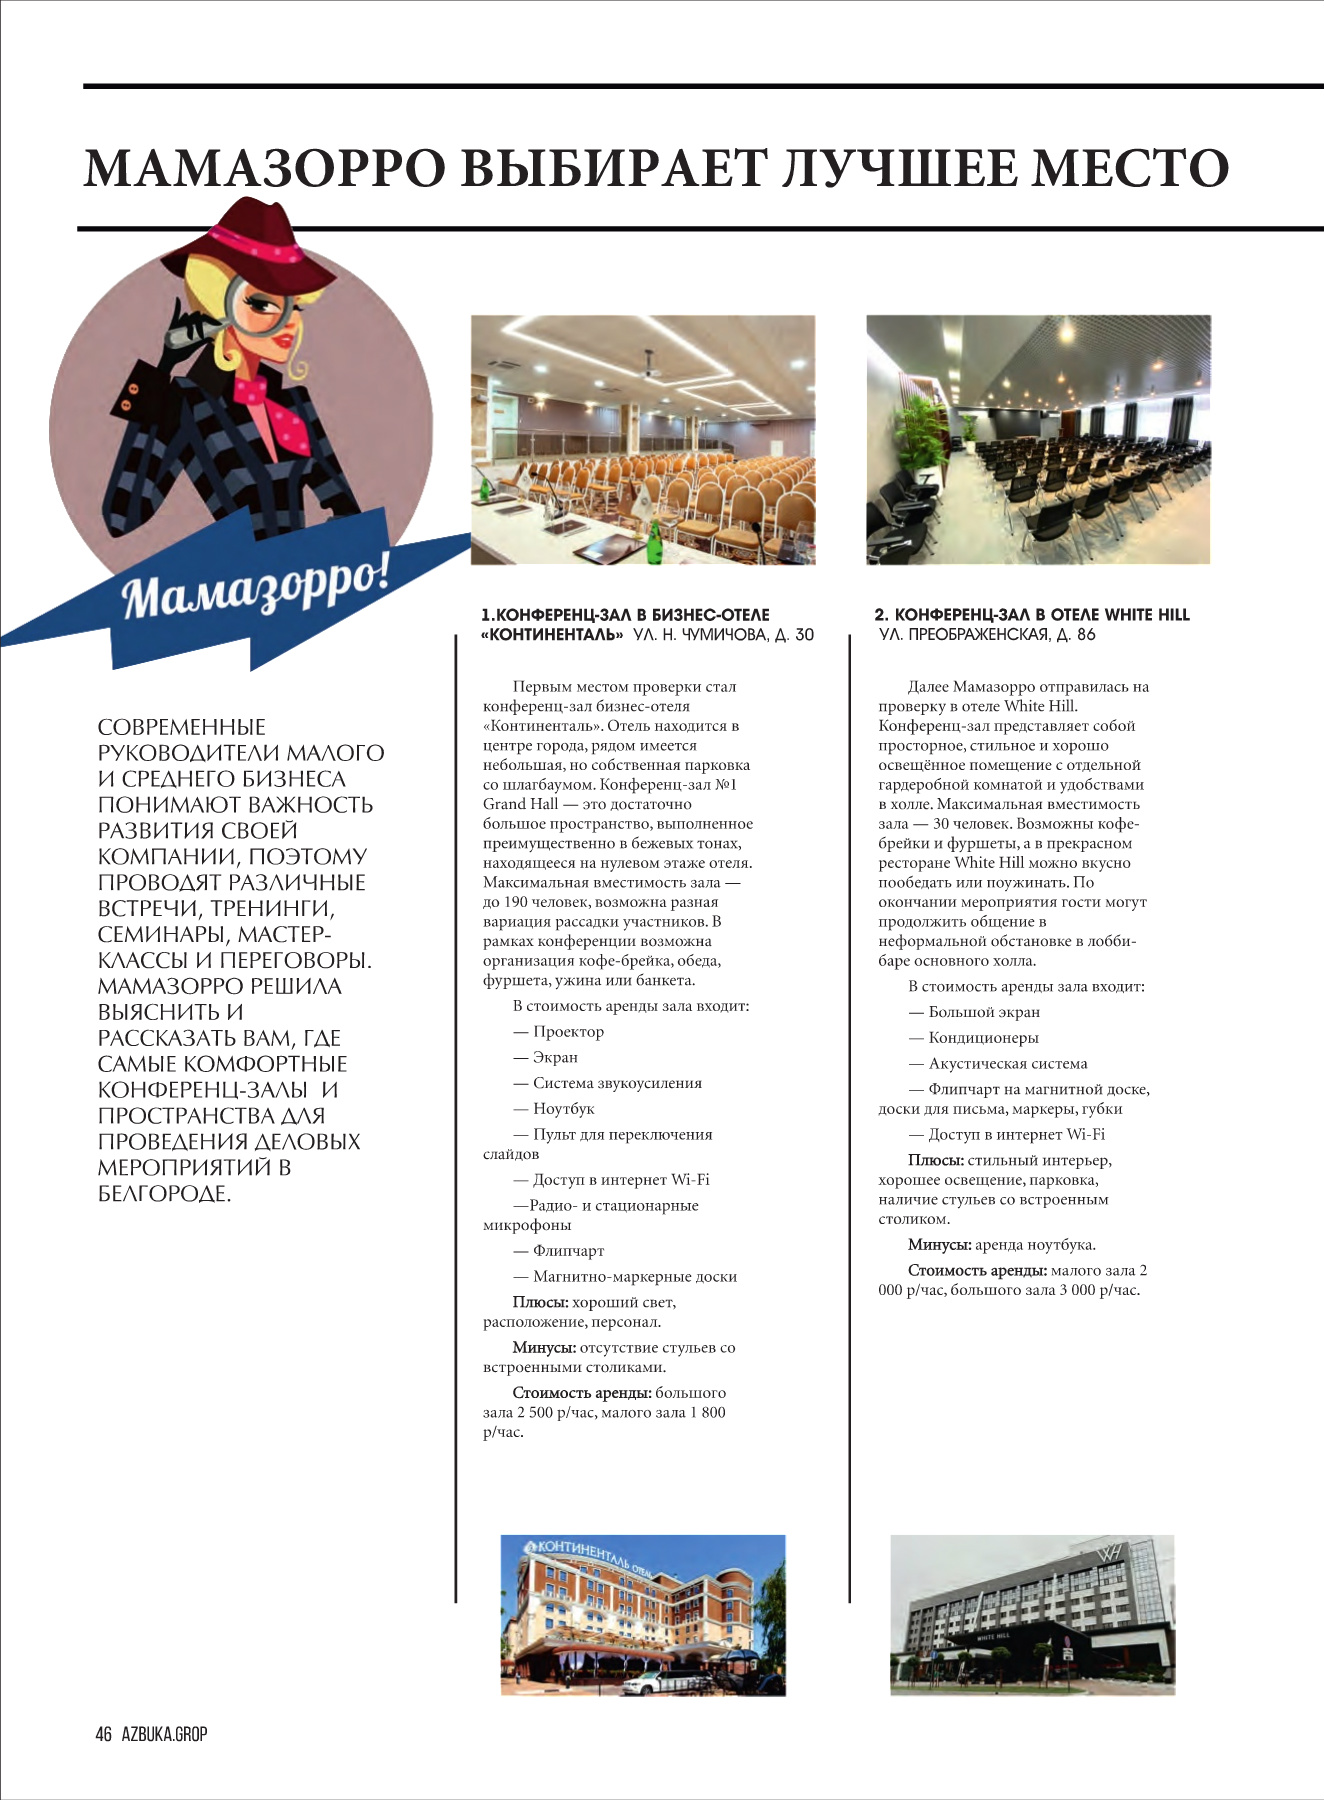 МАМАЗОРРО ВЫБИРАЕТ ЛУЧШЕЕ МЕСТО
Мамазорро!
СОВРЕМЕННЫЕ
РУКОВОДИТЕЛИ МАЛОГО
И СРЕДНЕГО БИЗНЕСА
ПОНИМАЮТ ВАЖНОСТЬ
РАЗВИТИЯ СВОЕЙ
КОМПАНИИ, ПОЭТОМУ
ПРОВОДЯТ РАЗЛИЧНЫЕ
ВСТРЕЧИ, ТРЕНИНГИ,
СЕМИНАРЫ, МАСТЕР-
КЛАССЫ И ПЕРЕГОВОРЫ.
МАМАЗОРРО РЕШИЛА
ВЫЯСНИТЬ И
РАССКАЗАТЬ ВАМ, ГДЕ
САМЫЕ КОМФОРТНЫЕ
КОНФЕРЕНЦ-ЗАЛЫ И
ПРОСТРАНСТВА ДЛЯ
ПРОВЕДЕНИЯ ДЕЛОВЫХ
МЕРОПРИЯТИЙ В
БЕЛГОРОДЕ.
1.КОНФЕРЕНЦ-ЗАЛ В БИЗНЕС-ОТЕЛЕ
«КОНТИНЕНТАЛЬ» УЛ. Н. ЧУМИЧОВА, Д. 30
Первым местом проверки стал
конференц-зал бизнес-отеля
«Континенталь». Отель находится в
центре города, рядом имеется
небольшая, но собственная парковка
со шлагбаумом. Конференц-зал №1
Grand Hall — это достаточно
большое пространство, выполненное
преимущественно в бежевых тонах,
находящееся на нулевом этаже отеля.
Максимальная вместимость зала —
до 190 человек, возможна разная
вариация рассадки участников. В
рамках конференции возможна
организация кофе-брейка, обеда,
фуршета, ужина или банкета.
В стоимость аренды зала входит:
— Проектор
— Экран
— Система звукоусиления
— Ноутбук
— Пульт для переключения
слайдов
— Доступ в интернет Wi-Fi
—Радио- и стационарные
микрофоны
— Флипчарт
— Магнитно-маркерные доски
Плюсы: хороший свет,
расположение, персонал.
Минусы: отсутствие стульев со
встроенными столиками.
Стоимость аренды: большого
зала 2 500 р/час, малого зала 1 800
р/час.
КОНТИНЕНТАЛЬ ОТЕЛЬ
2. КОНФЕРЕНЦ-ЗАЛ В ОТЕЛЕ WHITE HILL
УЛ. ПРЕОБРАЖЕНСКАЯ, Д. 86
Далее Мамазорро отправилась на
проверку в отеле White Hill.
Конференц-зал представляет собой
просторное, стильное и хорошо
освещённое помещение с отдельной
гардеробной комнатой и удобствами
в холле. Максимальная вместимость
зала — 30 человек. Возможны кофе-
брейки и фуршеты, а в прекрасном
ресторане White Hill можно вкусно
пообедать или поужинать. По
окончании мероприятия гости могут
продолжить общение в
неформальной обстановке в лобби-
баре основного холла.
В стоимость аренды зала входит:
— Большой экран
— Кондиционеры
— Акустическая система
— Флипчарт на магнитной доске,
доски для письма, маркеры, губки
— Доступ в интернет Wi-Fi
Плюсы: стильный интерьер,
хорошее освещение, парковка,
наличие стульев со встроенным
столиком.
Минусы: аренда ноутбука.
Стоимость аренды: малого зала 2
000 р/час, большого зала 3 000 р/час.
WH
WHITE HILL
46 AZBUKA.GROP